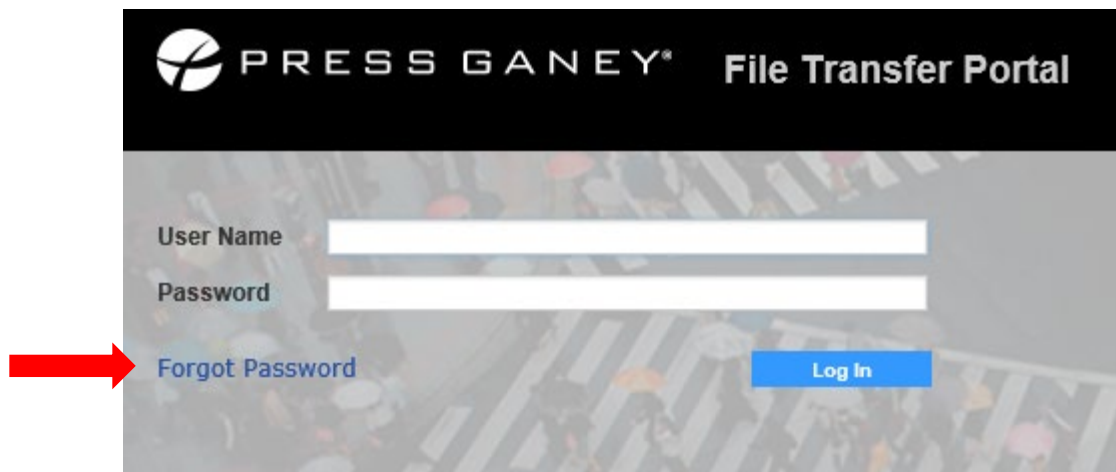 PRESS GANEY® File Transfer Portal
User Name
Password
Forgot Password Log In